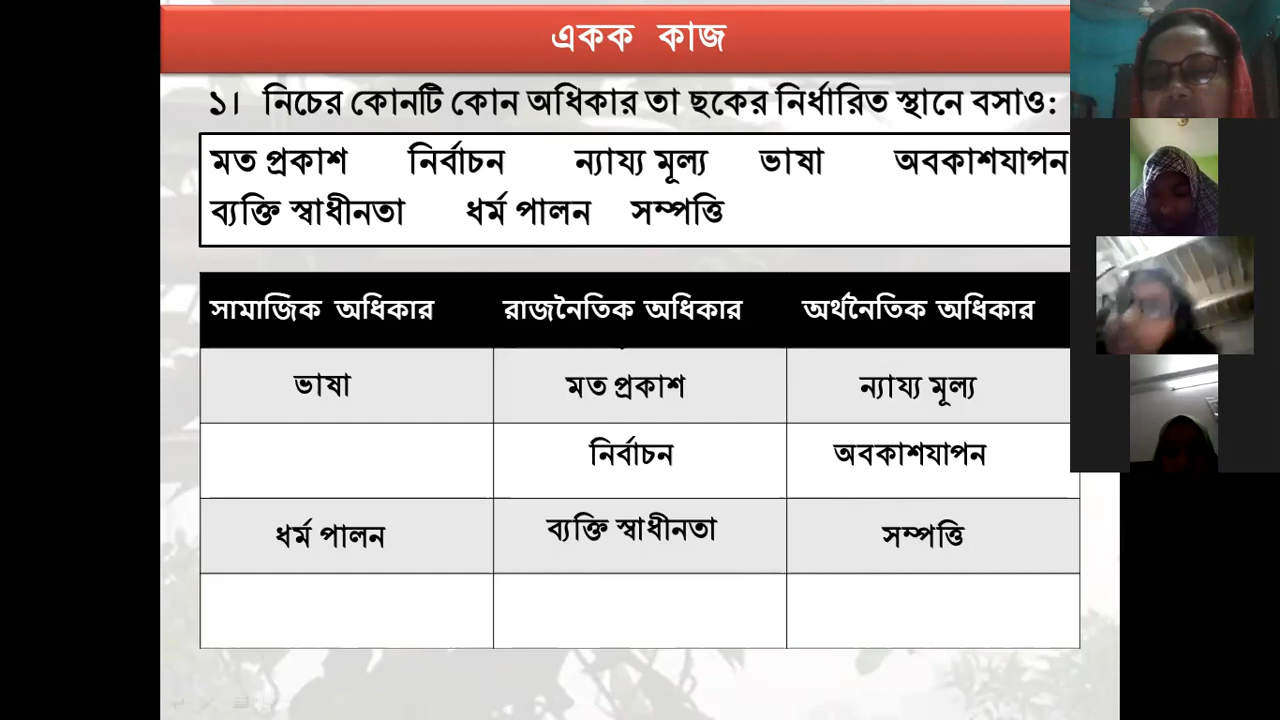 একক কাজ
১। নিচের কোনটি কোন অধিকার তা ছকের নির্ধারিত স্থানে বসাও:
মত প্রকাশ নির্বাচন ন্যায্য মূল্য ভাষা অবকাশযাপন
ব্যক্তি স্বাধীনতা ধর্ম পালন সম্পত্তি
সামাজিক অধিকার রাজনৈতিক অধিকার অর্থনৈতিক অধিকার
ভাষা মত প্রকাশ ন্যায্য মূল্য
নির্বাচন অবকাশযাপন
ধর্ম পালন ব্যক্তি স্বাধীনতা সম্পত্তি